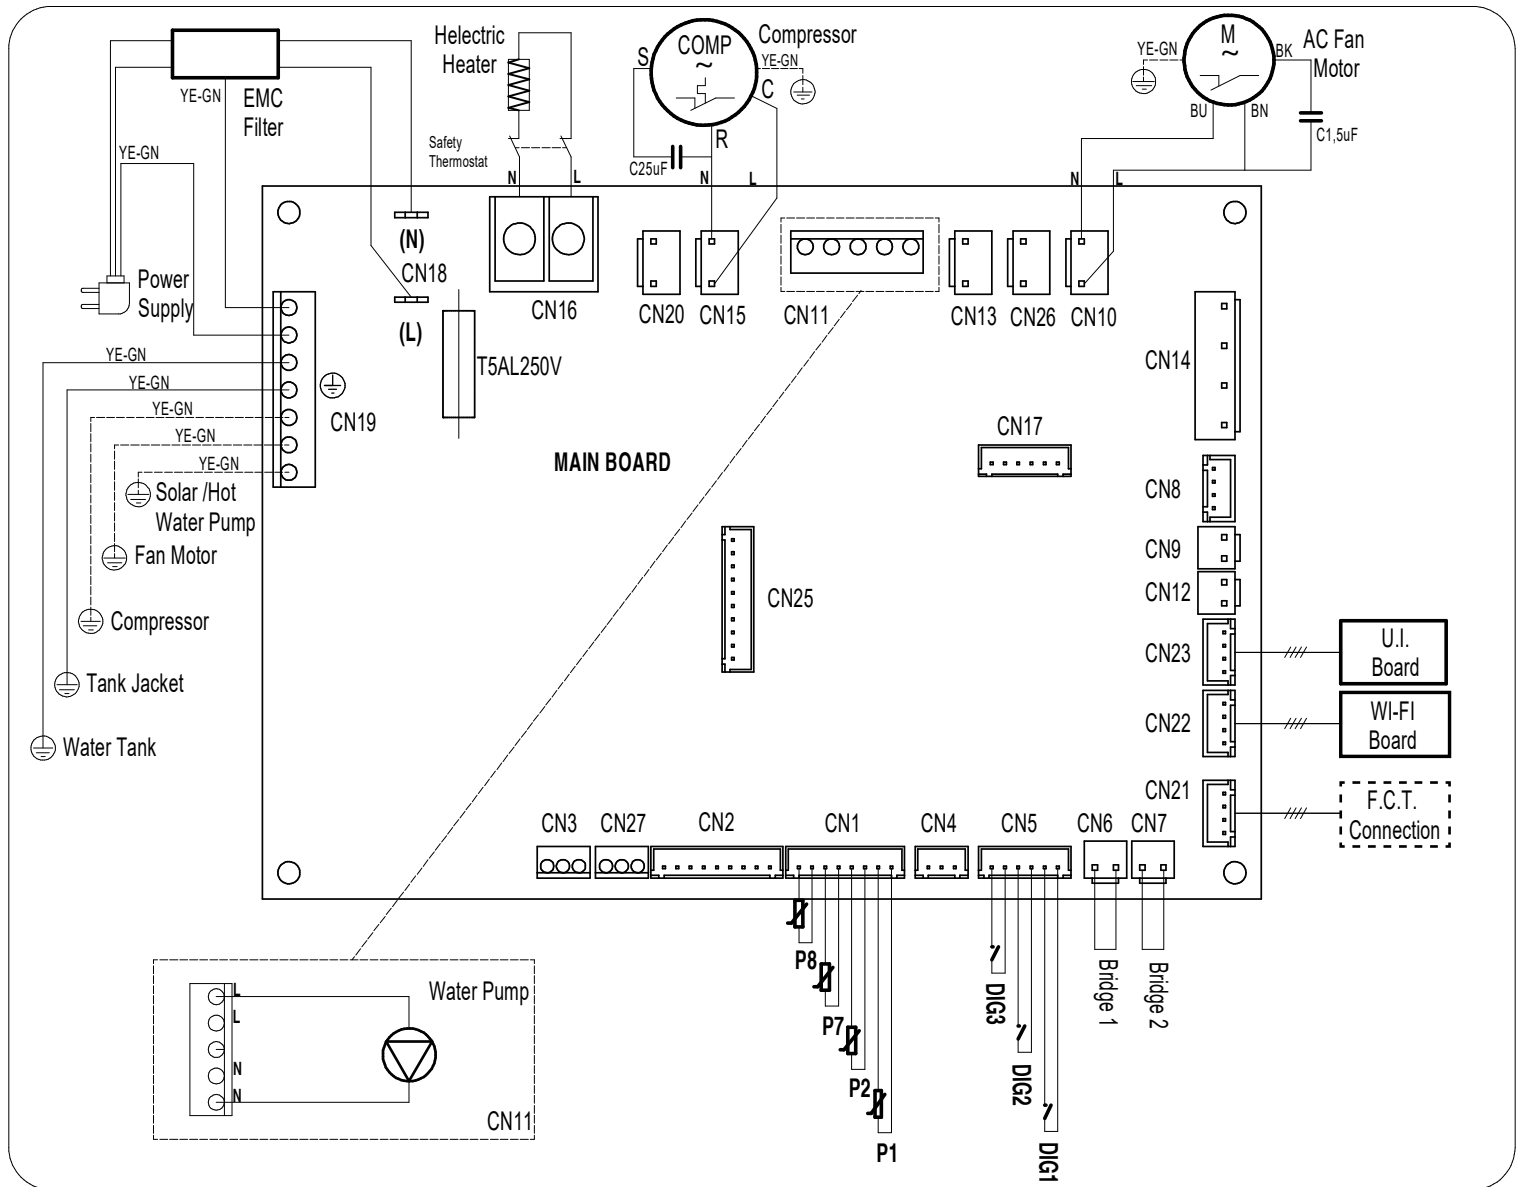 Helectric
Heater
COMP
~
Compressor
S
YE-GN
C
R
C25uF
M
~
YE-GN
BK
AC Fan
Motor
BU
BN
C1,5uF
YE-GN
EMC
Filter
YE-GN
Safety
Thermostat
N
L
N
L
N
L
(N)
CN18
(L)
Power
Supply
CN16
CN20
CN15
CN11
CN13
CN26
CN10
T5AL250V
CN14
YE-GN
YE-GN
YE-GN
YE-GN
YE-GN
CN19
CN17
MAIN BOARD
Solar /Hot
Water Pump
Fan Motor
Compressor
Tank Jacket
Water Tank
CN8
CN9
CN12
CN25
CN23
U.I.
Board
CN22
WI-FI
Board
CN21
F.C.T.
Connection
CN3
CN27
CN2
CN1
CN4
CN5
CN6
CN7
P8
P7
P2
P1
DIG3
DIG2
DIG1
Bridge 1
Bridge 2
L
L
N
N
Water Pump
CN11